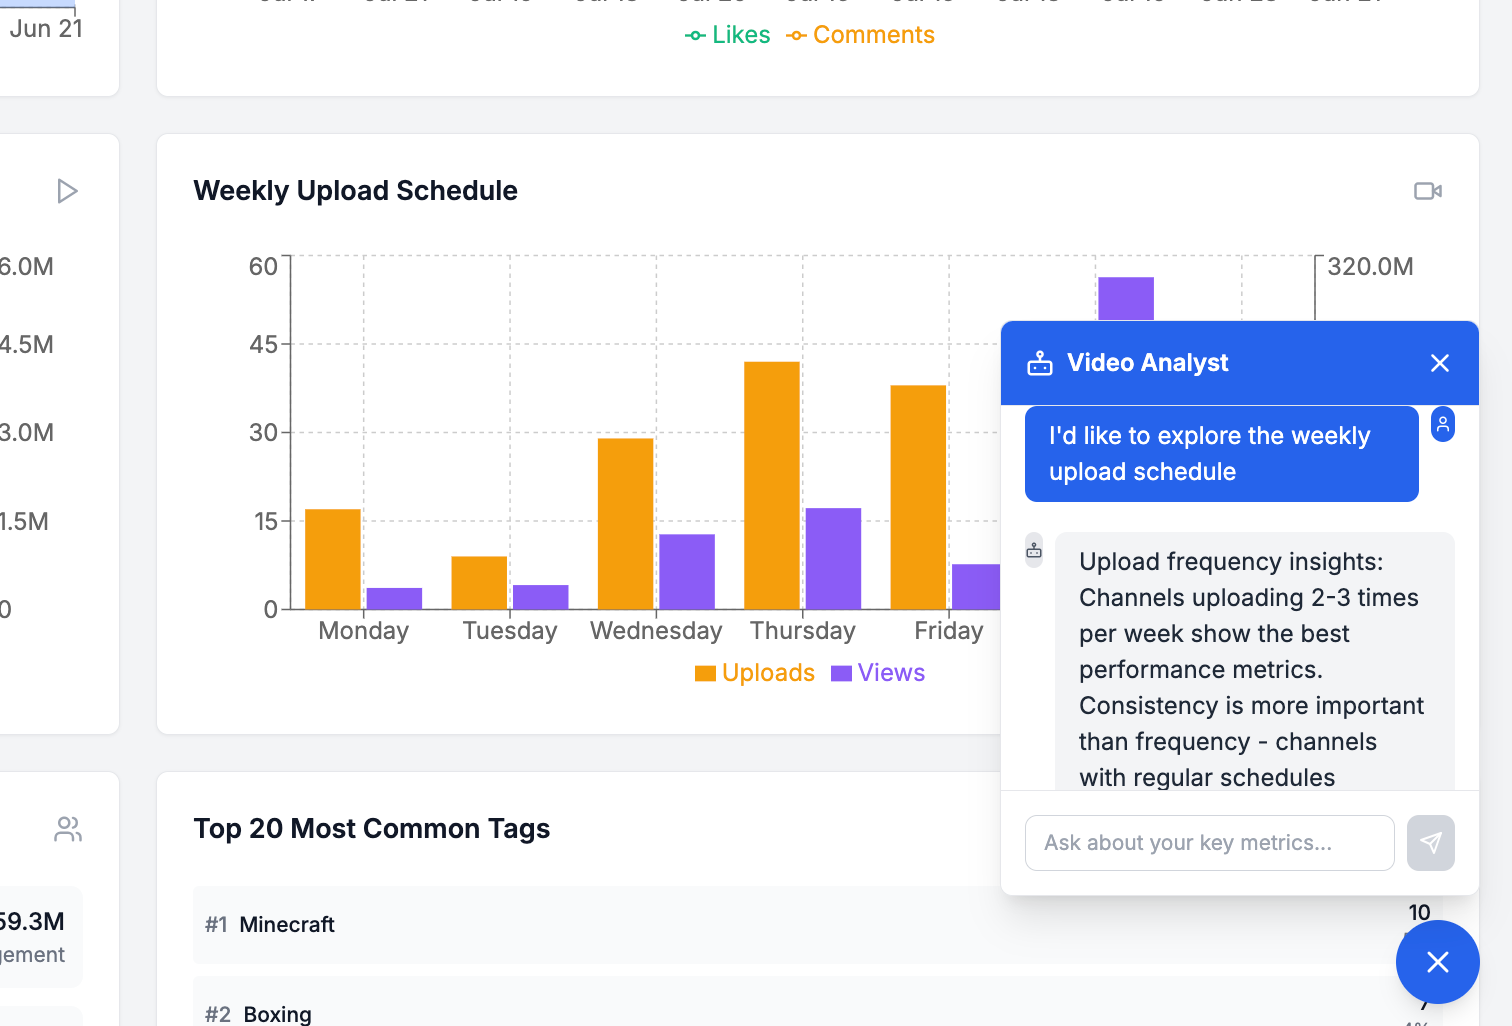 Jun 21
Likes Comments
Weekly Upload Schedule
6.0M
4.5M
3.0M
1.5M
0
60
45
30
15
0
320.0M
Monday Tuesday Wednesday Thursday Friday
Uploads Views
Video Analyst
I'd like to explore the weekly
upload schedule
Upload frequency insights:
Channels uploading 2-3 times
per week show the best
performance metrics.
Consistency is more important
than frequency - channels
with regular schedules
Ask about your key metrics...
Top 20 Most Common Tags
59.3M
gement
#1 Minecraft
10
#2 Boxing